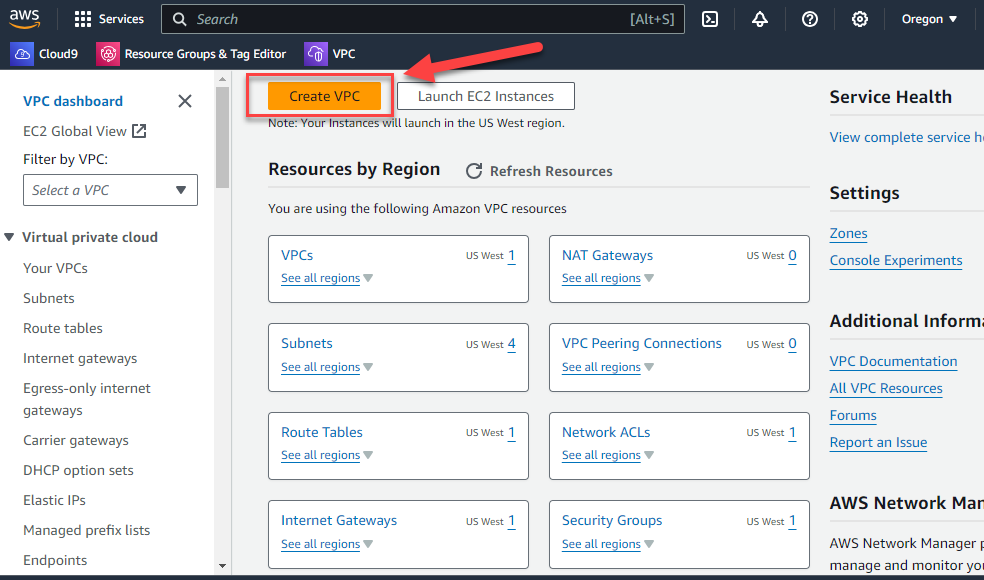 aws
Services
Search
[Alt+S]
Oregon
Cloud9
Resource Groups & Tag Editor
VPC
VPC dashboard
EC2 Global View
Filter by VPC:
Select a VPC
Virtual private cloud
Your VPCs
Subnets
Route tables
Internet gateways
Egress-only internet
gateways
Carrier gateways
DHCP option sets
Elastic IPs
Managed prefix lists
Endpoints
Create VPC
Launch EC2 Instances
Note: Your Instances will launch in the US West region.
Resources by Region
Refresh Resources
You are using the following Amazon VPC resources
VPCs US West 1
See all regions
NAT Gateways US West 0
See all regions
Subnets US West 4
See all regions
VPC Peering Connections US West 0
See all regions
Route Tables US West 1
See all regions
Network ACLs US West 1
See all regions
Internet Gateways US West 1
See all regions
Security Groups US West 1
See all regions
Service Health
View complete service he
Settings
Zones
Console Experiments
Additional Informa
VPC Documentation
All VPC Resources
Forums
Report an Issue
AWS Network Man
AWS Network Manager p
manage and monitor you